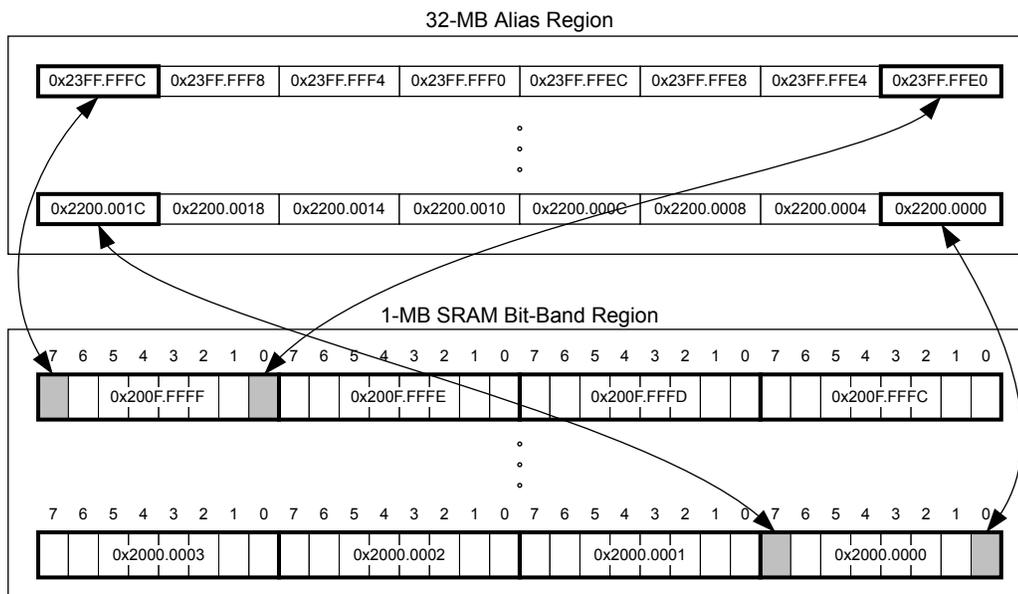 32-MB Alias Region
0x23FF.FFFC 0x23FF.FFF8 0x23FF.FFF4 0x23FF.FFF0 0x23FF.FFEC 0x23FF.FFE8 0x23FF.FFE4 0x23FF.FFE0
0x2200.001C 0x2200.0018 0x2200.0014 0x2200.0010 0x2200.000C 0x2200.0008 0x2200.0004 0x2200.0000
1-MB SRAM Bit-Band Region
7 6 5 4 3 2 1 0 7 6 5 4 3 2 1 0 7 6 5 4 3 2 1 0 7 6 5 4 3 2 1 0
0x200F.FFFF 0x200F.FFFE 0x200F.FFFD 0x200F.FFFC
7 6 5 4 3 2 1 0 7 6 5 4 3 2 1 0 7 6 5 4 3 2 1 0 7 6 5 4 3 2 1 0
0x2000.0003 0x2000.0002 0x2000.0001 0x2000.0000